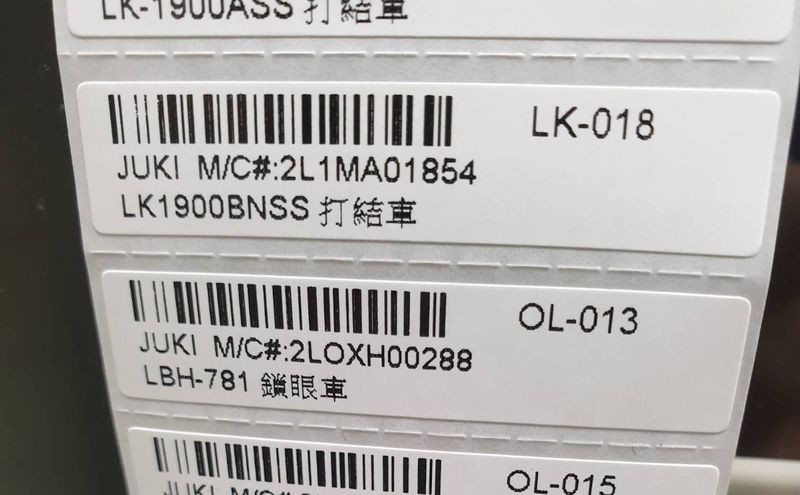 LK-1900ASS 打結車
LK-018
JUKI M/C#:2L1MA01854
LK1900BNSS 打結車
OL-013
JUKI M/C#:2LOXH00288
LBH-781 鎖眼車
OL-015
JUKI M/C#: